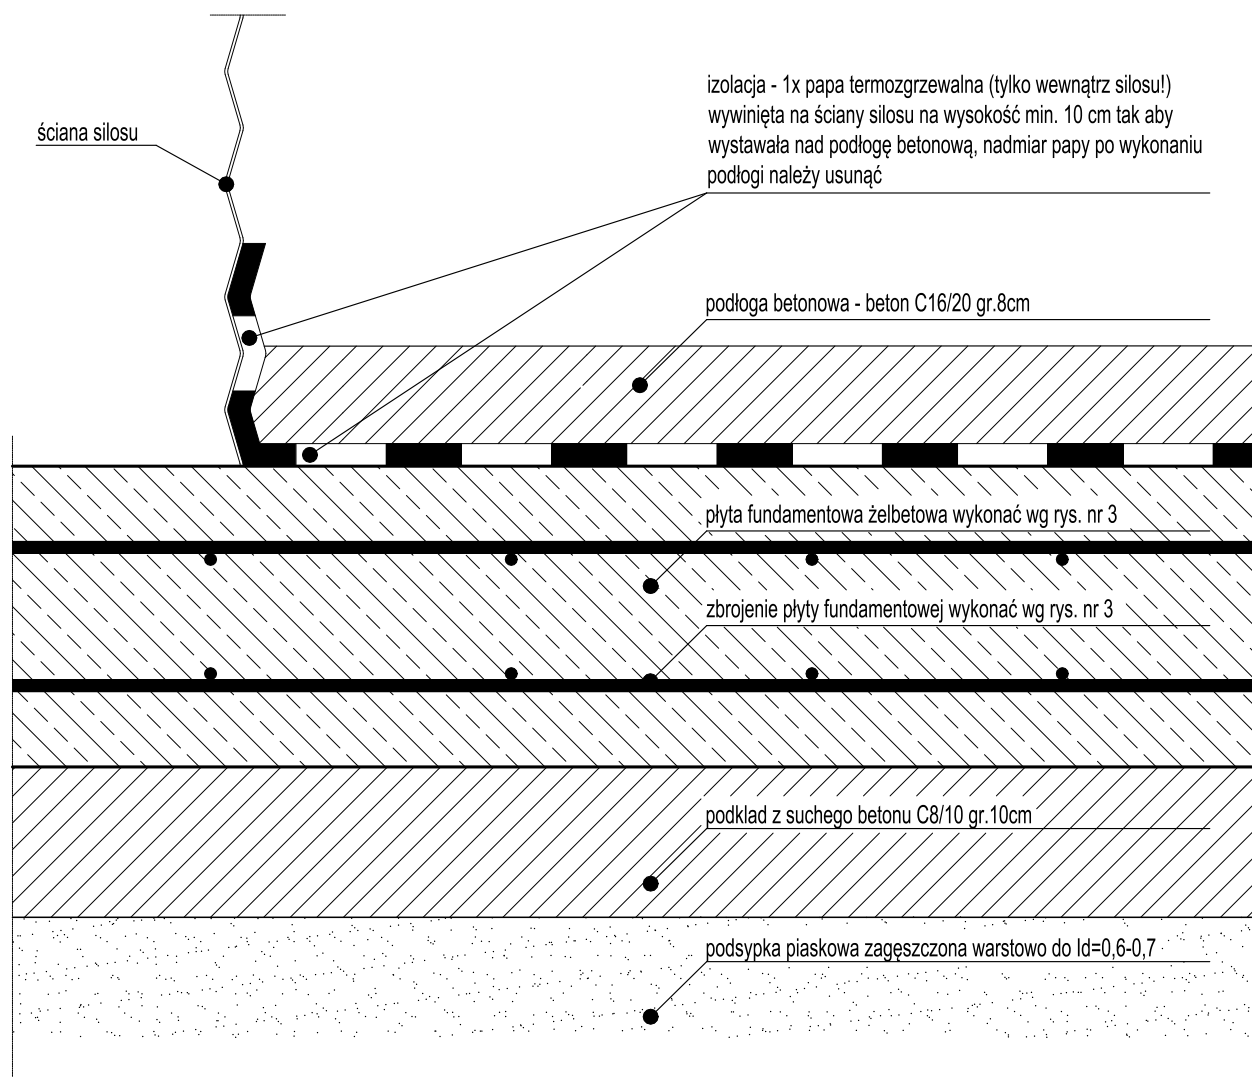 izolacja - 1x papa termozgrzewalna (tylko wewnątrz silosu!)
wywinięta na ściany silosu na wysokość min. 10 cm tak aby
wystawała nad podłogę betonową, nadmiar papy po wykonaniu
podłogi należy usunąć
ściana silosu
podłoga betonowa - beton C16/20 gr.8cm
płyta fundamentowa żelbetowa wykonać wg rys. nr 3
zbrojenie płyty fundamentowej wykonać wg rys. nr 3
podklad z suchego betonu C8/10 gr.10cm
podsypka piaskowa zagęszczona warstowo do Id=0,6-0,7